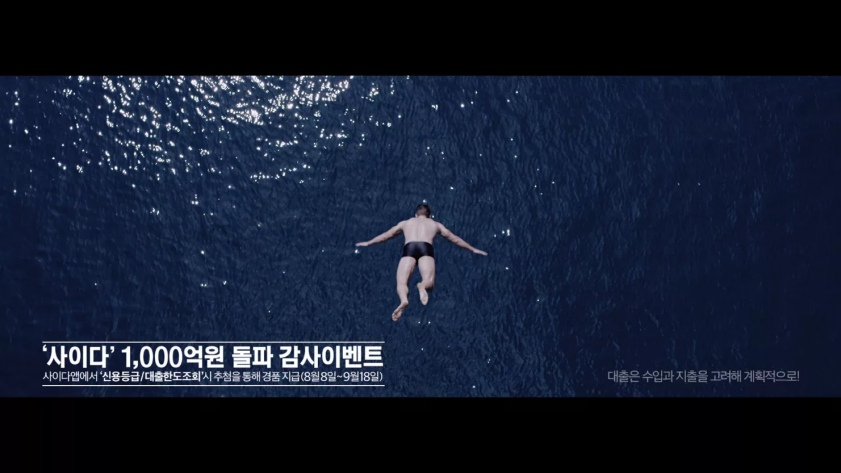 '사이다' 1,000억원 돌파 감사이벤트
사이다앱에서 '신용등급/대출한도조회'시 추첨을 통해 경품 지급(8월 8일~9월18일)
대출은 수입과 지출을 고려해 계획적으로!